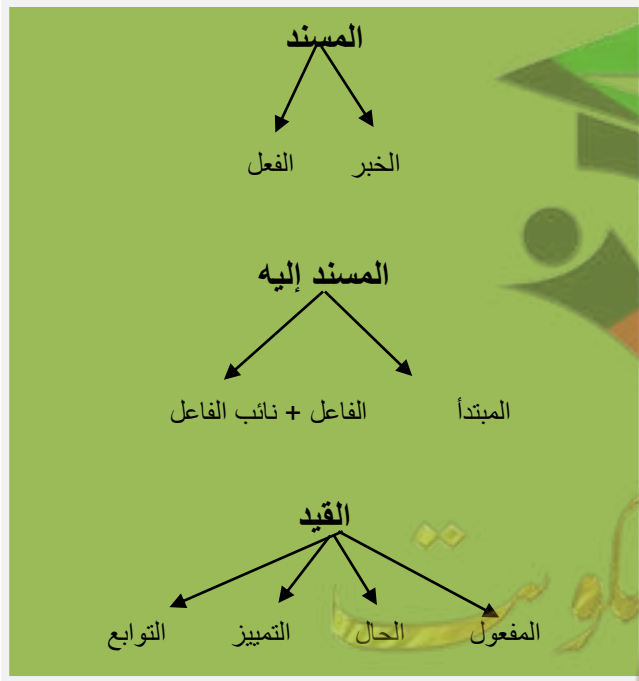 المسند
الخبر الفعل
المسند إليه
المبتدأ الفاعل + نائب الفاعل
القيد
المفعول الحال التمييز التوابع